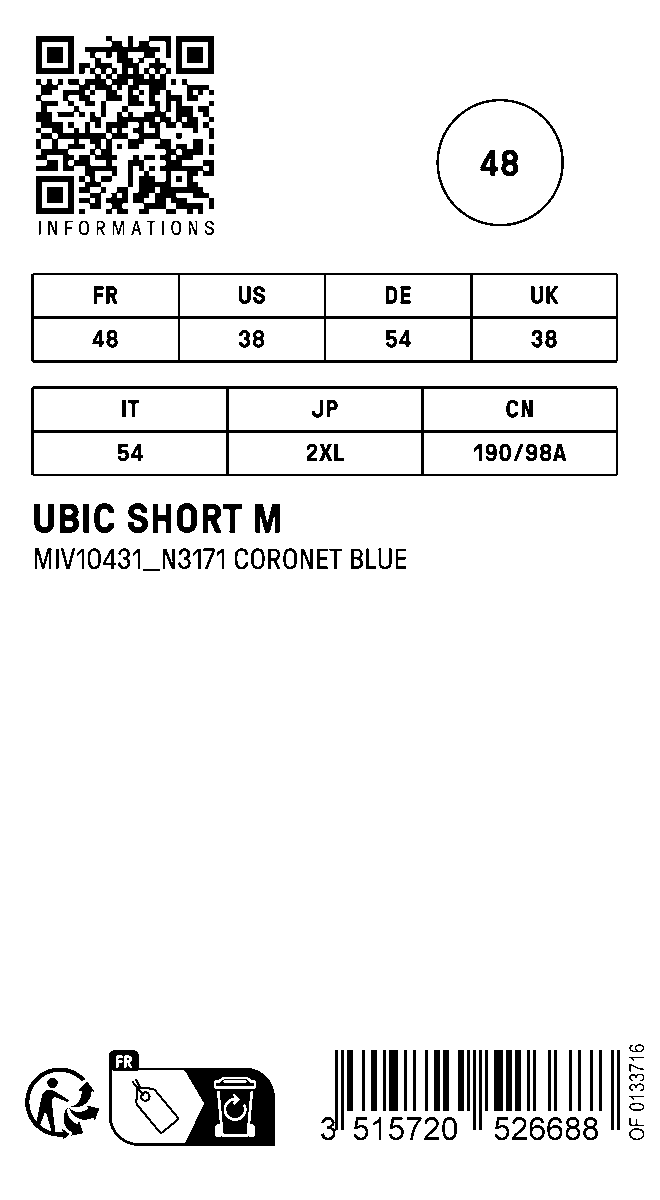 INFORMATIONS
48
FR US DE UK
48 38 54 38
IT JP CN
54 2XL 190/98A
UBIC SHORT M
MIV10431_N3171 CORONET BLUE
FR
3 515720 526688
OF 0133716